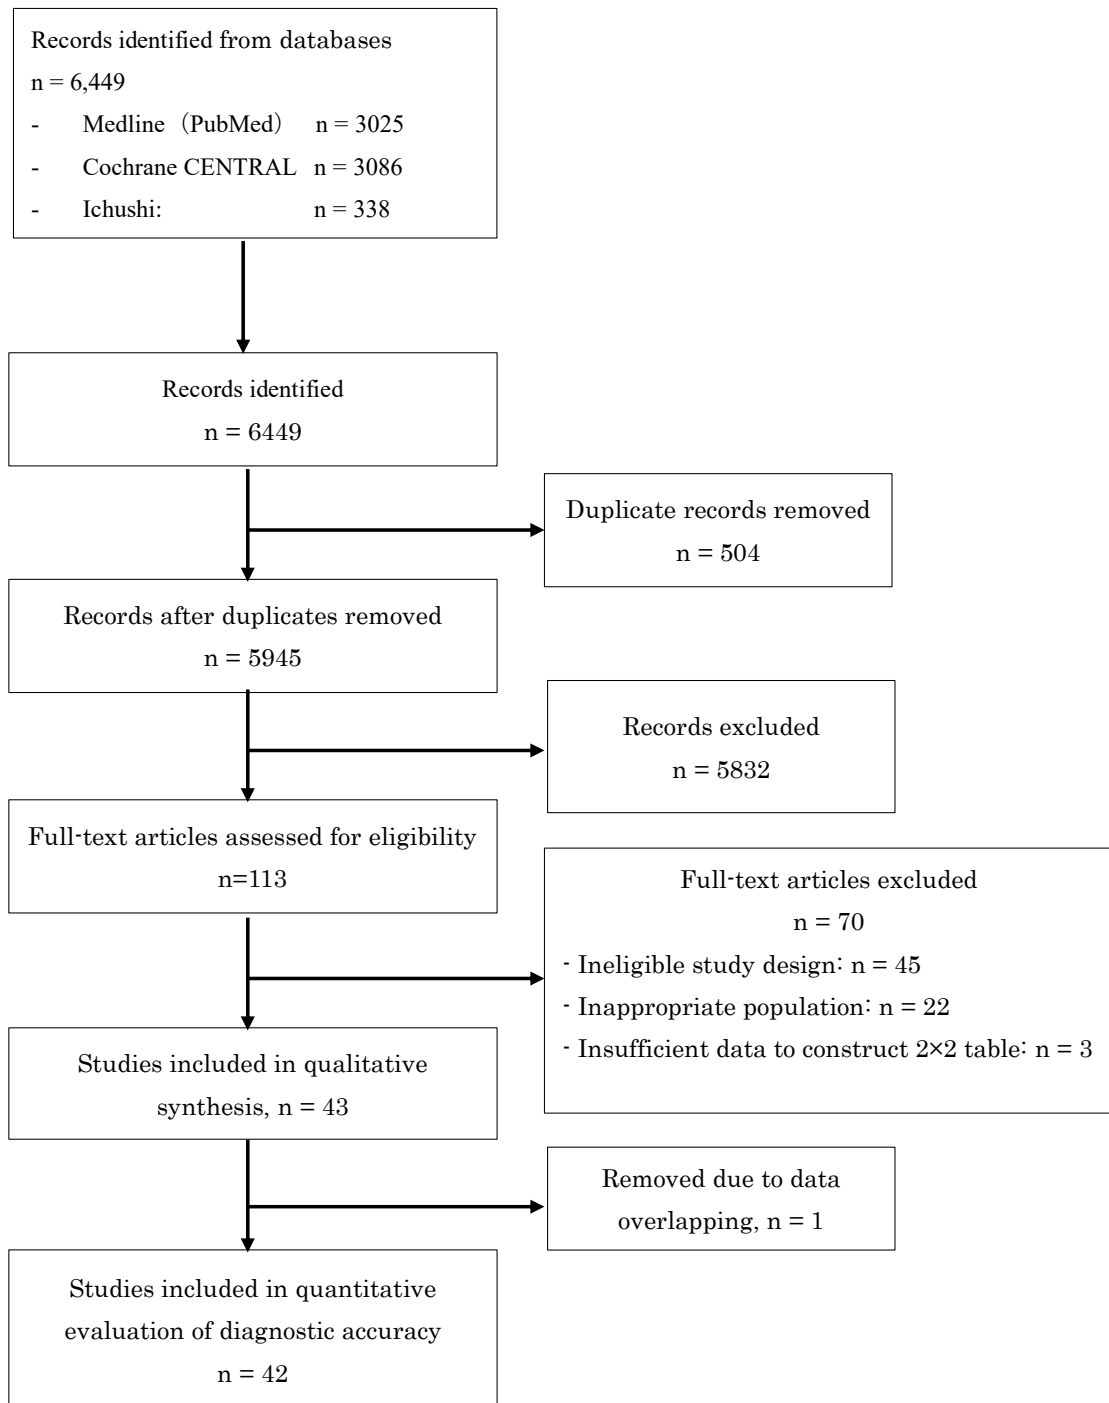 Records identified from databases
n = 6,449
- Medline（PubMed） n = 3025
- Cochrane CENTRAL n = 3086
- Ichushi: n = 338
Records identified
n = 6449
Duplicate records removed
n = 504
Records after duplicates removed
n = 5945
Records excluded
n = 5832
Full-text articles assessed for eligibility
n=113
Full-text articles excluded
n = 70
- Ineligible study design: n = 45
- Inappropriate population: n = 22
- Insufficient data to construct 2×2 table: n = 3
Studies included in qualitative
synthesis, n = 43
Removed due to data
overlapping, n = 1
Studies included in quantitative
evaluation of diagnostic accuracy
n = 42